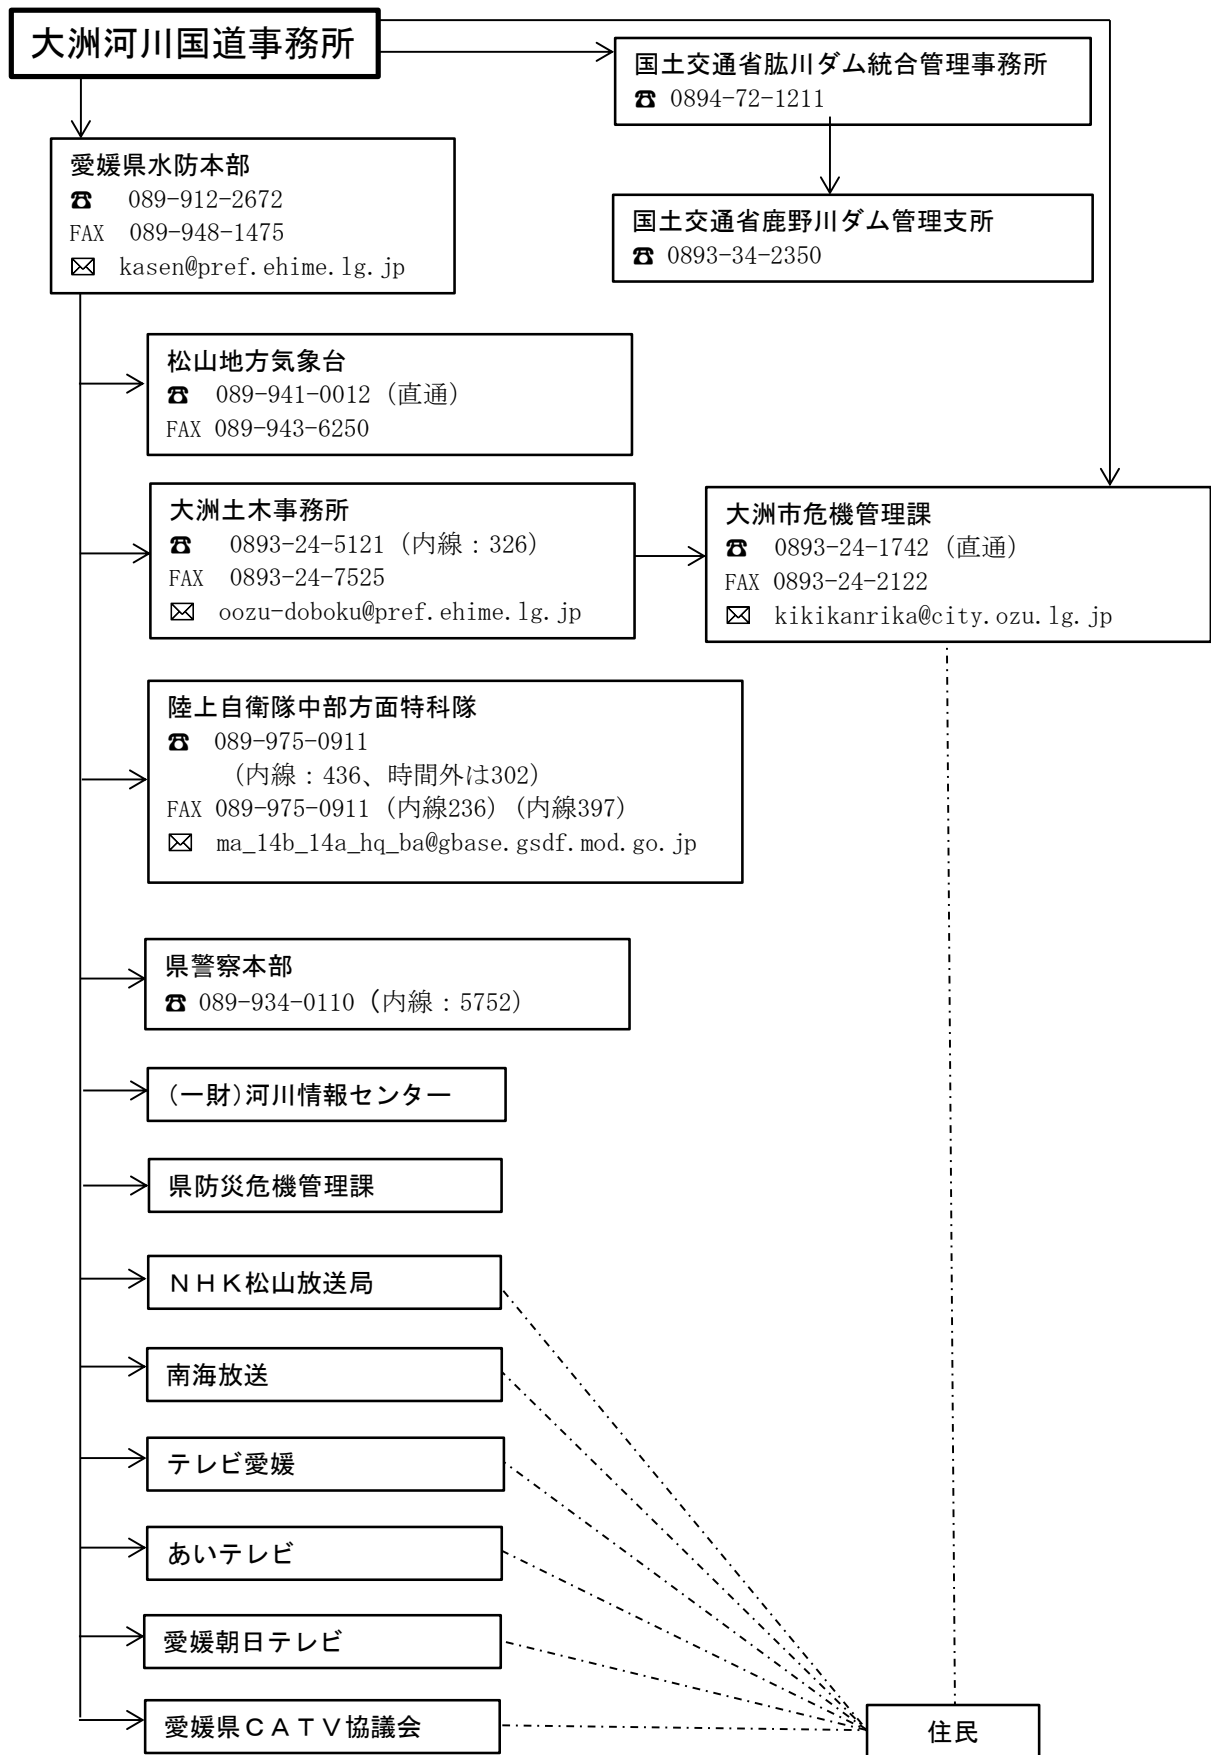 大洲河川国道事務所
国土交通省肱川ダム統合管理事務所
☎ 0894-72-1211
愛媛県水防本部
☎ 089-912-2672
FAX 089-948-1475
✉ kasen@pref.ehime.lg.jp
国土交通省鹿野川ダム管理支所
☎ 0893-34-2350
松山地方気象台
☎ 089-941-0012（直通）
FAX 089-943-6250
大洲土木事務所
☎ 0893-24-5121（内線：326）
FAX 0893-24-7525
✉ oozu-doboku@pref.ehime.lg.jp
大洲市危機管理課
☎ 0893-24-1742（直通）
FAX 0893-24-2122
✉ kikikanrika@city.ozu.lg.jp
陸上自衛隊中部方面特科隊
☎ 089-975-0911
（内線：436、時間外は302）
FAX 089-975-0911（内線236）（内線397）
✉ ma_14b_14a_hq_ba@gbase.gsdf.mod.go.jp
県警察本部
☎ 089-934-0110（内線：5752）
（一財）河川情報センター
県防災危機管理課
ＮＨＫ松山放送局
南海放送
テレビ愛媛
あいテレビ
愛媛朝日テレビ
愛媛県ＣＡＴＶ協議会
住民